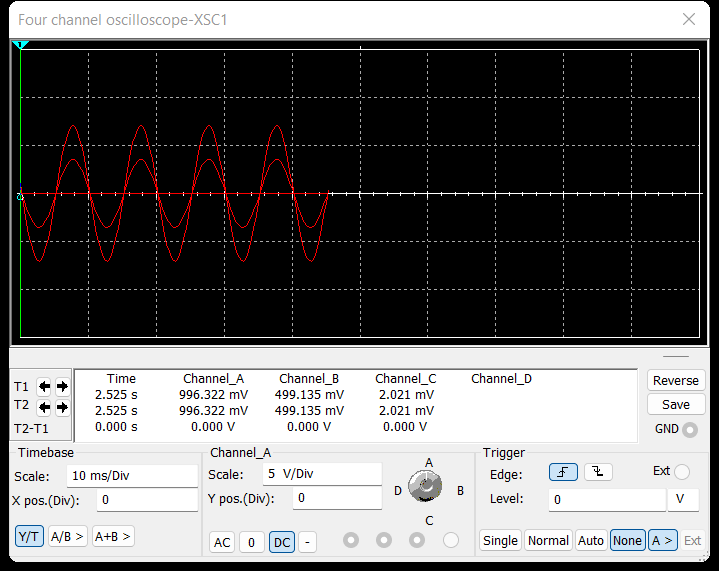 Four channel oscilloscope-XSC1
1
Time Channel_A Channel_B Channel_C Channel_D
T1 2.525 s 996.322 mV 499.135 mV 2.021 mV
T2 2.525 s 996.322 mV 499.135 mV 2.021 mV
T2-T1 0.000 s 0.000 V 0.000 V 0.000 V
Reverse
Save
GND
Timebase
Scale: 10 ms/Div
X pos.(Div): 0
Y/T A/B > A+B >
Channel_A
Scale: 5 V/Div
Y pos.(Div): 0
AC 0 DC -
A
D B
C
Trigger
Edge: Ext
Level: 0 V
Single Normal Auto None A > Ext